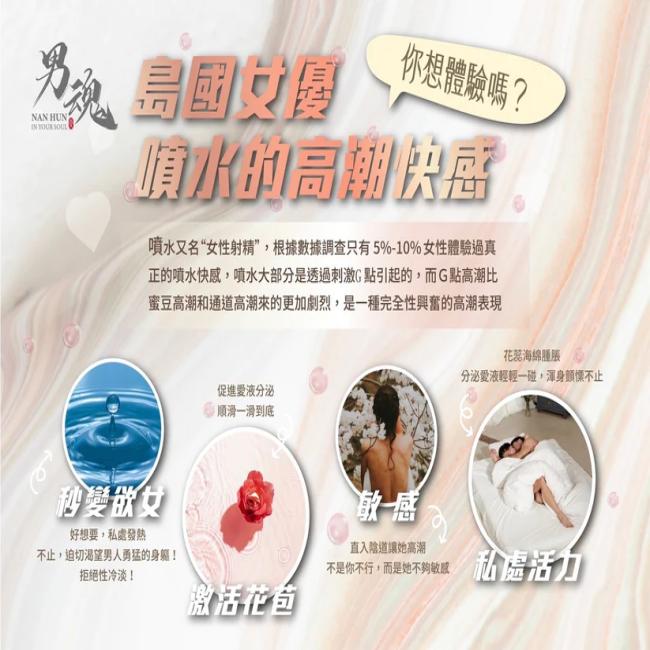 男魂
NAN HUN
IN YOUR SOUL
你想體驗嗎？
島國女優
噴水的高潮快感
噴水又名“女性射精”，根據數據調查只有 5%-10% 女性體驗過真
正的噴水快感，噴水大部分是透過刺激G 點引起的，而G 點高潮比
蜜豆高潮和通道高潮來的更加劇烈，是一種完全性興奮的高潮表現
秒變欲女
好想要，私處發熱
不止，迫切渴望男人勇猛的身軀！
拒絕性冷淡！
促進愛液分泌
順滑一滑到底
激活花苞
敏感
直入陰道讓她高潮
不是你不行，而是她不夠敏感
花蕊海綿腫脹
分泌愛液輕輕一碰，渾身顫慄不止
私處活力